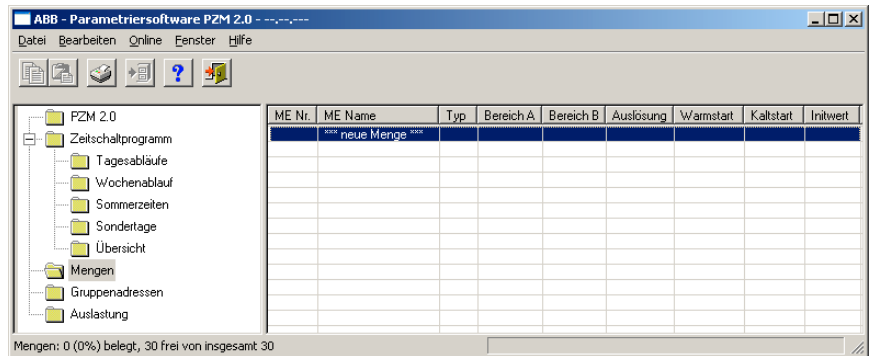 ABB - Parametriersoftware PZM 2.0 - --,--,---
Datei Bearbeiten Online Fenster Hilfe
?
PZM 2.0
Zeitschaltprogramm
Tagesabläufe
Wochenablauf
Sommerzeiten
Sondertage
Übersicht
Mengen
Gruppenadressen
Auslastung
ME Nr. ME Name Typ Bereich A Bereich B Auslösung Warmstart Kaltstart Initwert
*** neue Menge ***
Mengen: 0 (0%) belegt, 30 frei von insgesamt 30